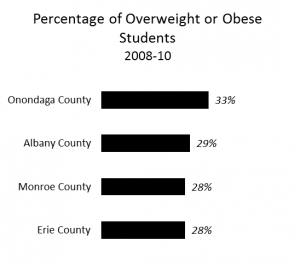 Percentage of Overweight or Obese
Students
2008-10
Onondaga County 33%
Albany County 29%
Monroe County 28%
Erie County 28%